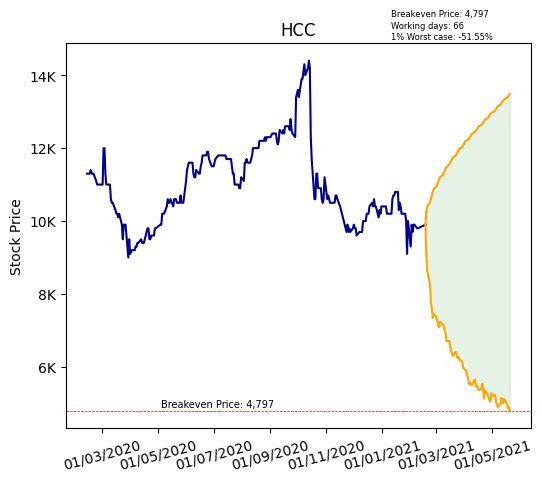 Breakeven Price: 4,797
Working days: 66
1% Worst case: -51.55%
HCC
Stock Price
14K
12K
10K
8K
6K
Breakeven Price: 4,797
01/03/2020
01/05/2020
01/07/2020
01/09/2020
01/11/2020
01/01/2021
01/03/2021
01/05/2021